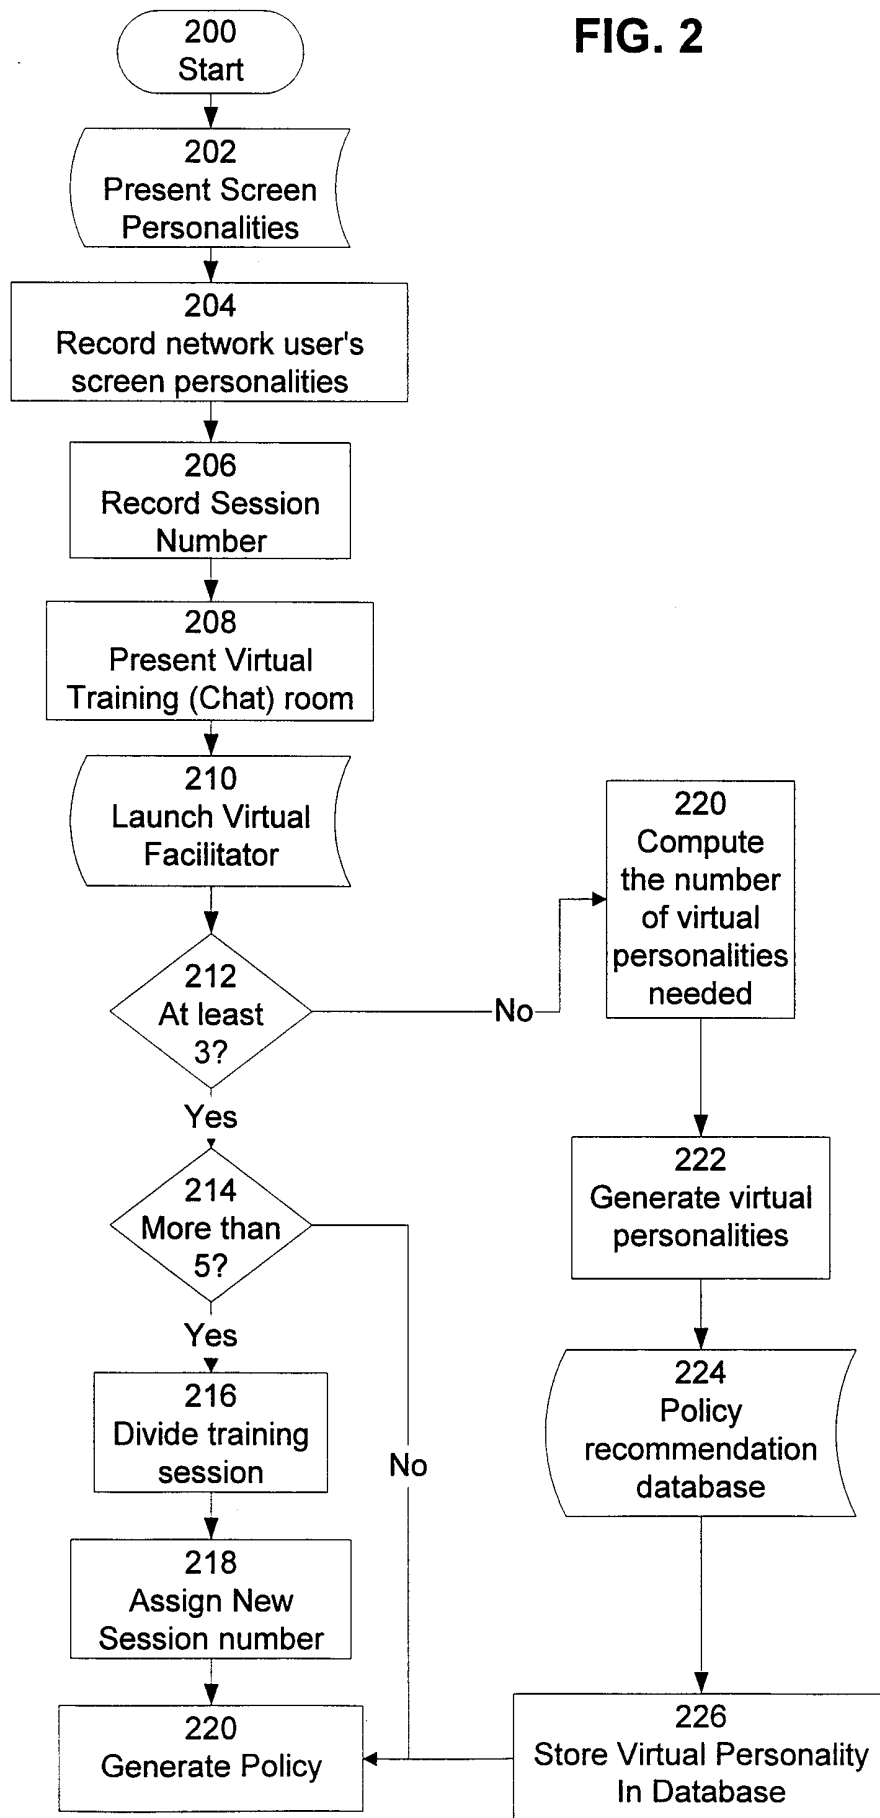 FIG. 2
200
Start
202
Present Screen
Personalities
204
Record network user's
screen personalities
206
Record Session
Number
208
Present Virtual
Training (Chat) room
210
Launch Virtual
Facilitator
212
At least
3?
No
Yes
214
More than
5?
Yes
No
216
Divide training
session
218
Assign New
Session number
220
Generate Policy
220
Compute
the number
of virtual
personalities
needed
222
Generate virtual
personalities
224
Policy
recommendation
database
226
Store Virtual Personality
In Database